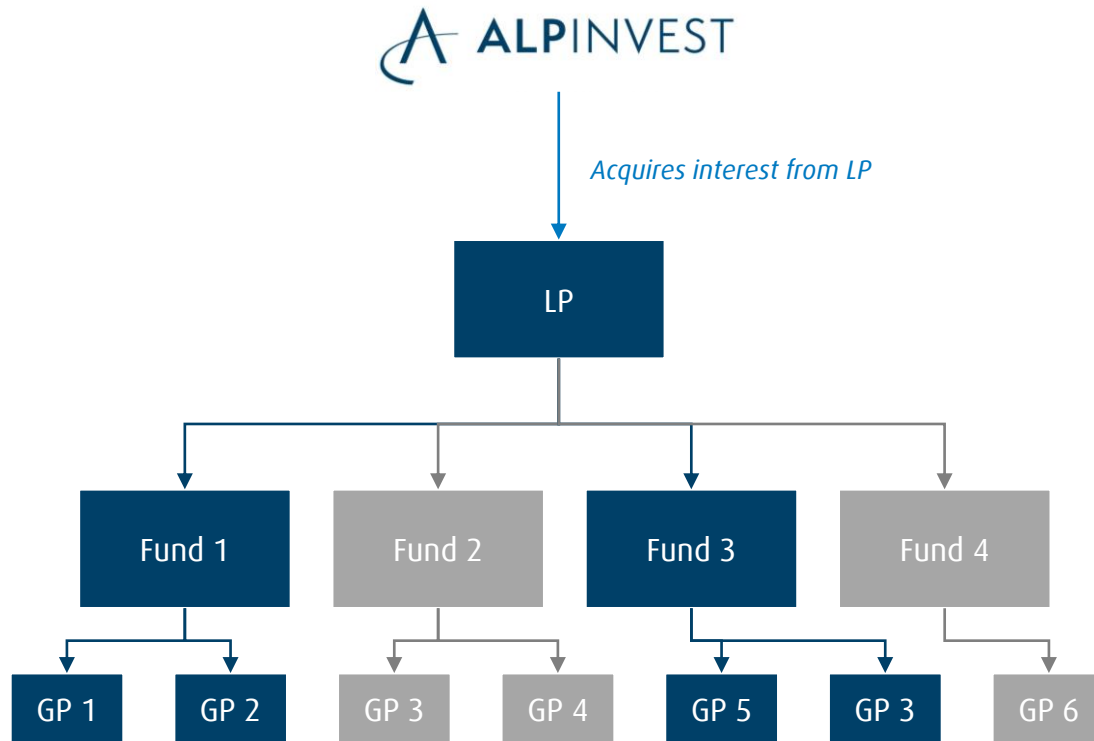 ALPINVEST
Acquires interest from LP
LP
Fund 1
Fund 2
Fund 3
Fund 4
GP 1
GP 2
GP 3
GP 4
GP 5
GP 3
GP 6